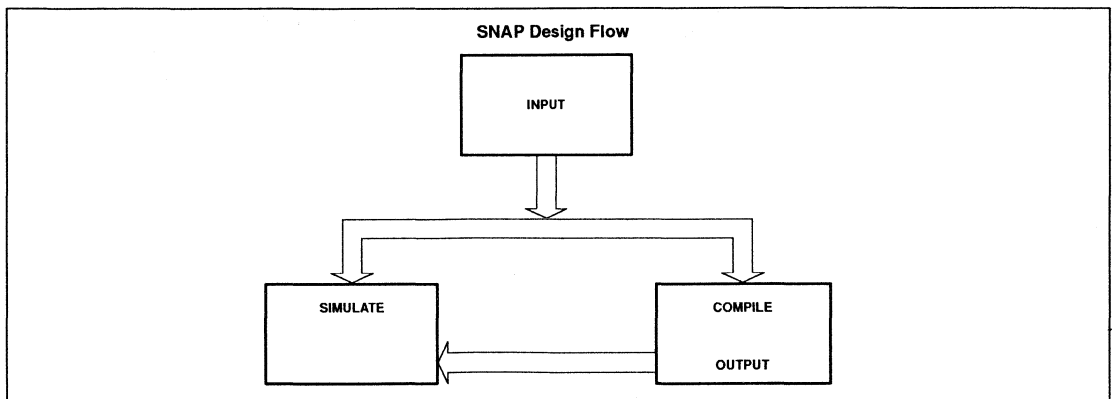 SNAP Design Flow
INPUT
SIMULATE
COMPILE
OUTPUT